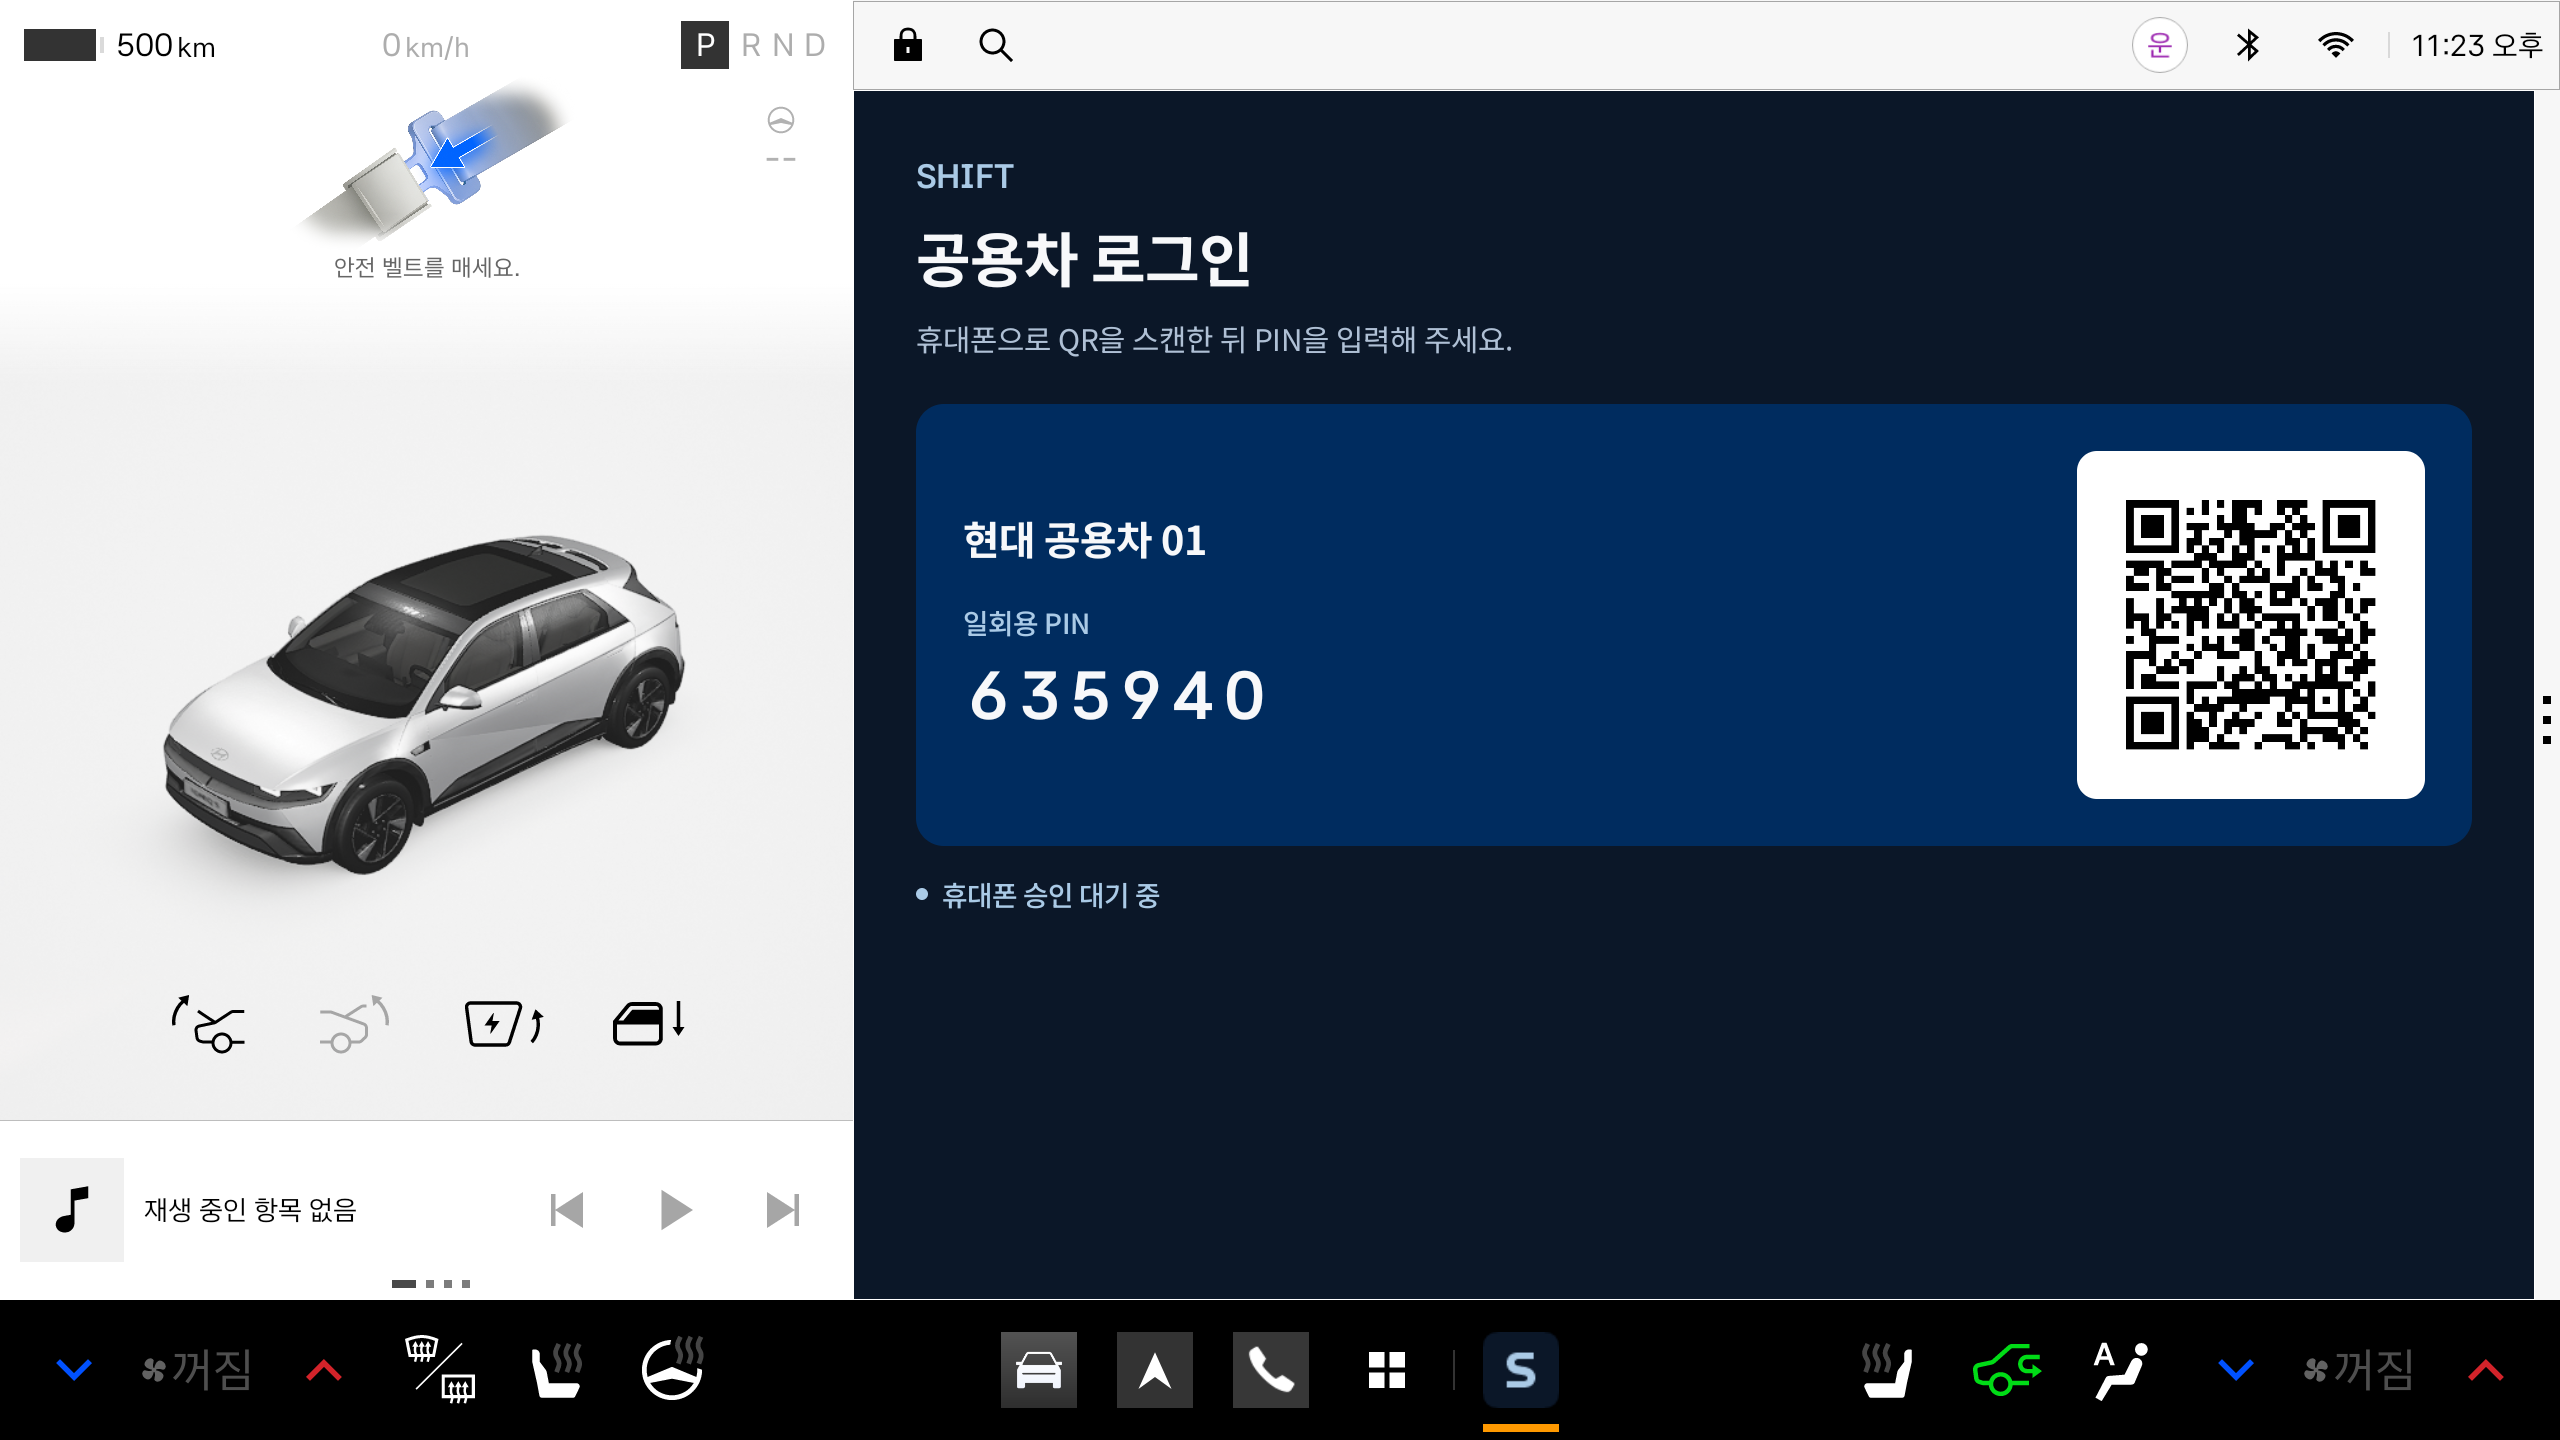 500 km
0 km/h
P R N D
안전 벨트를 매세요.
재생 중인 항목 없음
운
11:23 오후
SHIFT
공용차 로그인
휴대폰으로 QR을 스캔한 뒤 PIN을 입력해 주세요.
현대 공용차 01
일회용 PIN
635940
휴대폰 승인 대기 중
꺼짐
S
A
꺼짐